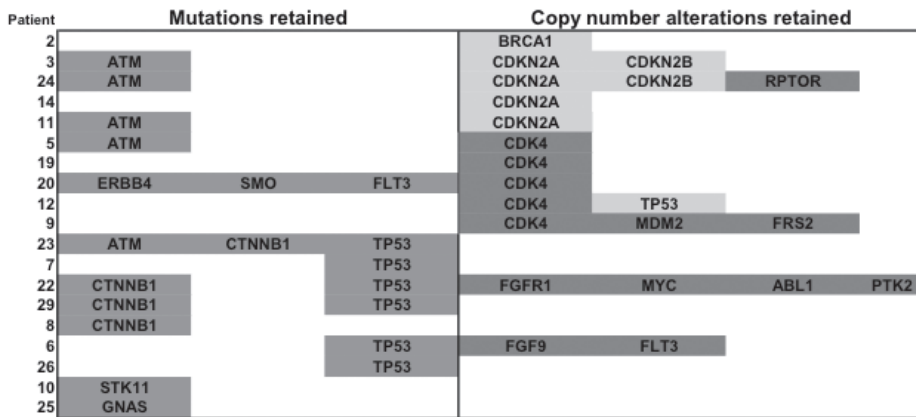 Patient Mutations retained Copy number alterations retained
2 BRCA1
3 ATM CDKN2A CDKN2B
24 ATM CDKN2A CDKN2B RPTOR
14 CDKN2A
11 ATM CDKN2A
5 ATM CDK4
19 CDK4
20 ERBB4 SMO FLT3 CDK4
12 CDK4 TP53
9 CDK4 MDM2 FRS2
23 ATM CTNNB1 TP53
7 TP53
22 CTNNB1 TP53 FGFR1 MYC ABL1 PTK2
29 CTNNB1 TP53
8 CTNNB1
6 TP53 FGF9 FLT3
26 TP53
10 STK11
25 GNAS